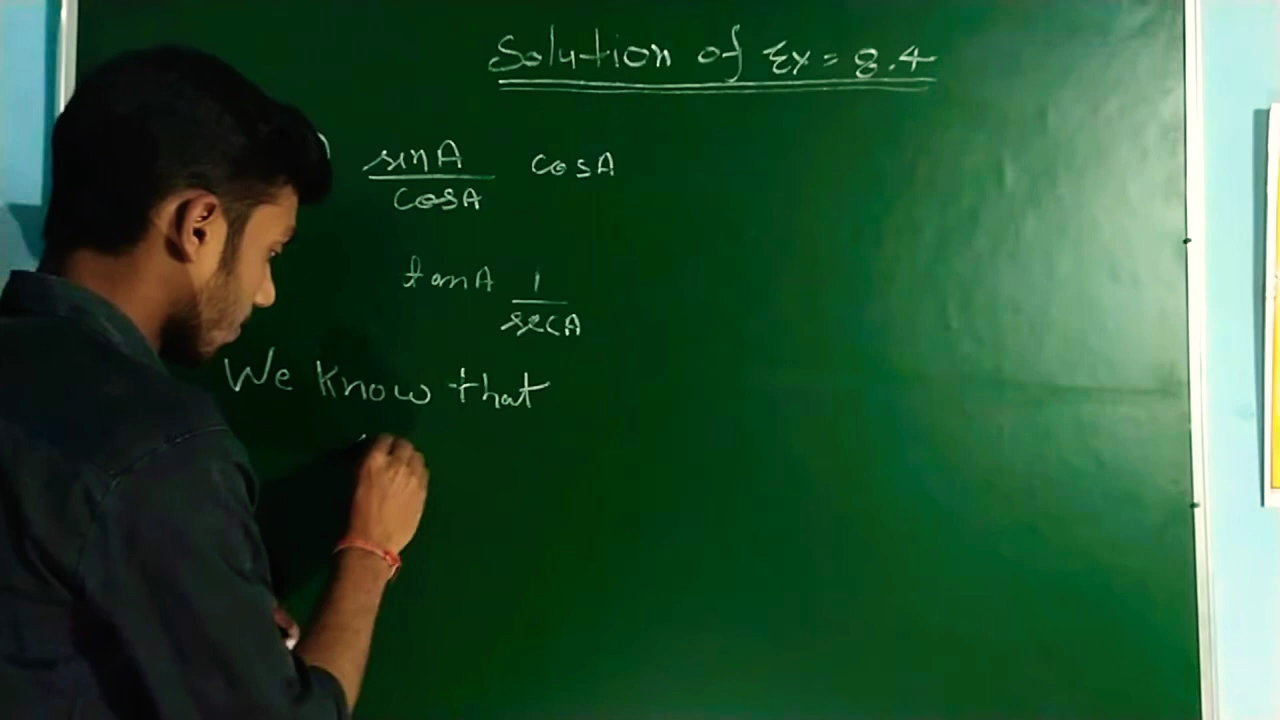 Solution of Ex = 8.4
) sinA/cosA cosA
tanA 1/secA
We know that